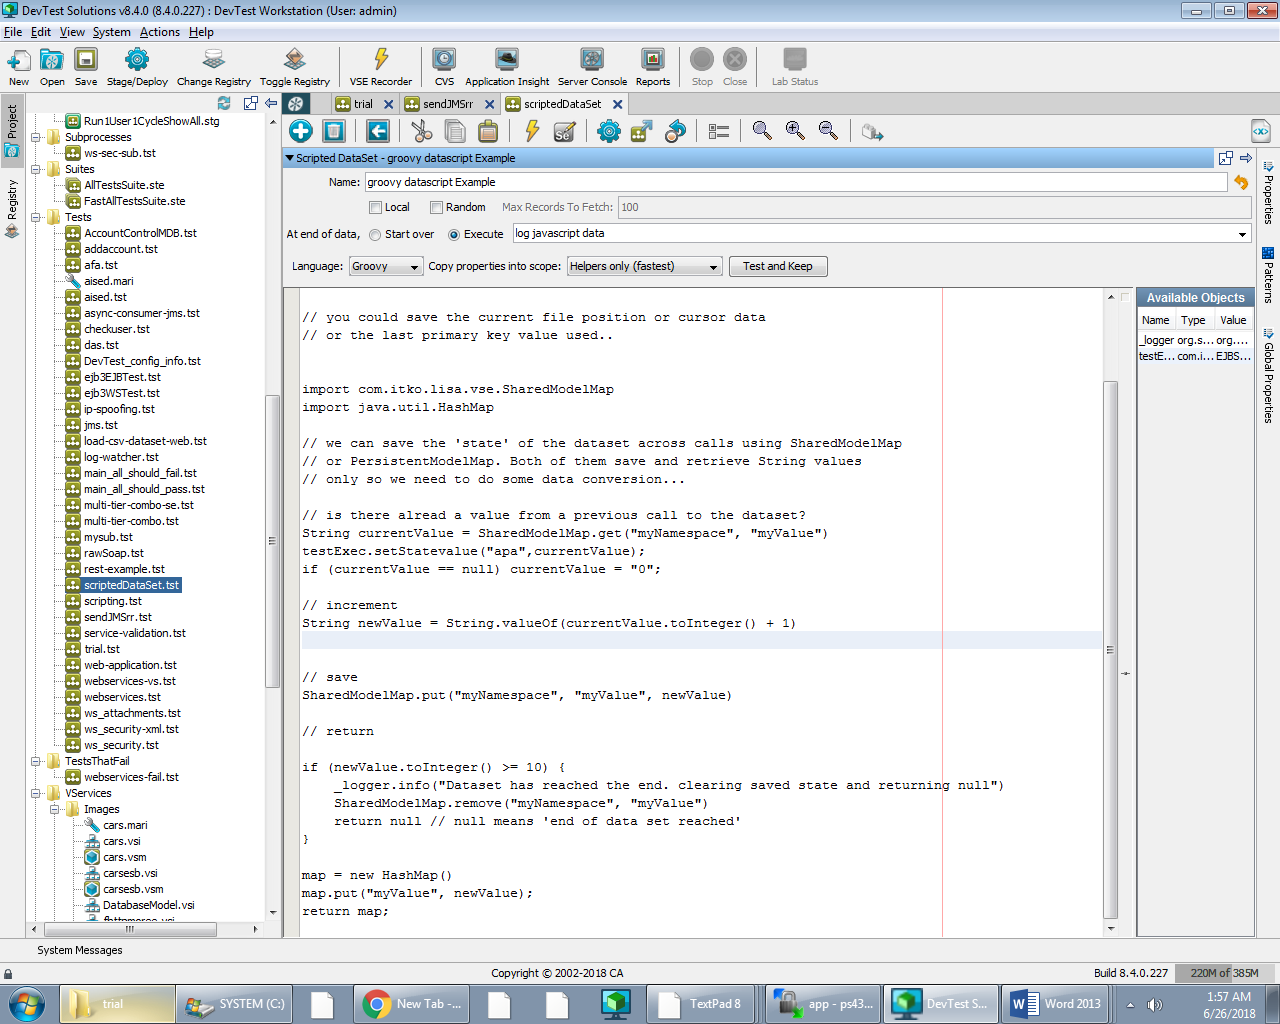 DevTest Solutions v8.4.0 (8.4.0.227) : DevTest Workstation (User: admin)
File Edit View System Actions Help
New Open Save Stage/Deploy Change Registry Toggle Registry VSE Recorder CVS Application Insight Server Console Reports Stop Close Lab Status
Project
Registry
Run1User1CycleShowAll.stg
Subprocesses
ws-sec-sub.tst
Suites
AllTestsSuite.ste
FastAllTestsSuite.ste
Tests
AccountControlMDB.tst
addaccount.tst
afa.tst
aised.mari
aised.tst
async-consumer-jms.tst
checkuser.tst
das.tst
DevTest_config_info.tst
ejb3EJBTest.tst
ejb3WSTest.tst
ip-spoofing.tst
jms.tst
load-csv-dataset-web.tst
log-watcher.tst
main_all_should_fail.tst
main_all_should_pass.tst
multi-tier-combo-se.tst
multi-tier-combo.tst
mysub.tst
rawSoap.tst
rest-example.tst
scriptedDataSet.tst
scripting.tst
sendJMSrr.tst
service-validation.tst
trial.tst
web-application.tst
webservices-vs.tst
webservices.tst
ws_attachments.tst
ws_security-xml.tst
ws_security.tst
TestsThatFail
webservices-fail.tst
VServices
Images
cars.mari
cars.vsi
cars.vsm
carsesb.vsi
carsesb.vsm
DatabaseModel.vsi
trial sendJMSrr scriptedDataSet
Scripted DataSet - groovy datascript Example
Name: groovy datascript Example
Local Random Max Records To Fetch: 100
At end of data, Start over Execute log javascript data
Language: Groovy Copy properties into scope: Helpers only (fastest) Test and Keep
// you could save the current file position or cursor data
// or the last primary key value used..
import com.itko.lisa.vse.SharedModelMap
import java.util.HashMap
// we can save the 'state' of the dataset across calls using SharedModelMap
// or PersistentModelMap. Both of them save and retrieve String values
// only so we need to do some data conversion...
// is there alread a value from a previous call to the dataset?
String currentValue = SharedModelMap.get("myNamespace", "myValue")
testExec.setStatevalue("apa",currentValue);
if (currentValue == null) currentValue = "0";
// increment
String newValue = String.valueOf(currentValue.toInteger() + 1)
// save
SharedModelMap.put("myNamespace", "myValue", newValue)
// return
if (newValue.toInteger() >= 10) {
_logger.info("Dataset has reached the end. clearing saved state and returning null")
SharedModelMap.remove("myNamespace", "myValue")
return null // null means 'end of data set reached'
}
map = new HashMap()
map.put("myValue", newValue);
return map;
Available Objects
Name Type Value
_logger org.s... org....
testE... com.i... EJBS...
Properties
Patterns
Global Properties
System Messages
Copyright © 2002-2018 CA
Build 8.4.0.227 220M of 385M
trial SYSTEM (C:) New Tab -... TextPad 8 app - ps43... DevTest S... Word 2013
1:57 AM
6/26/2018